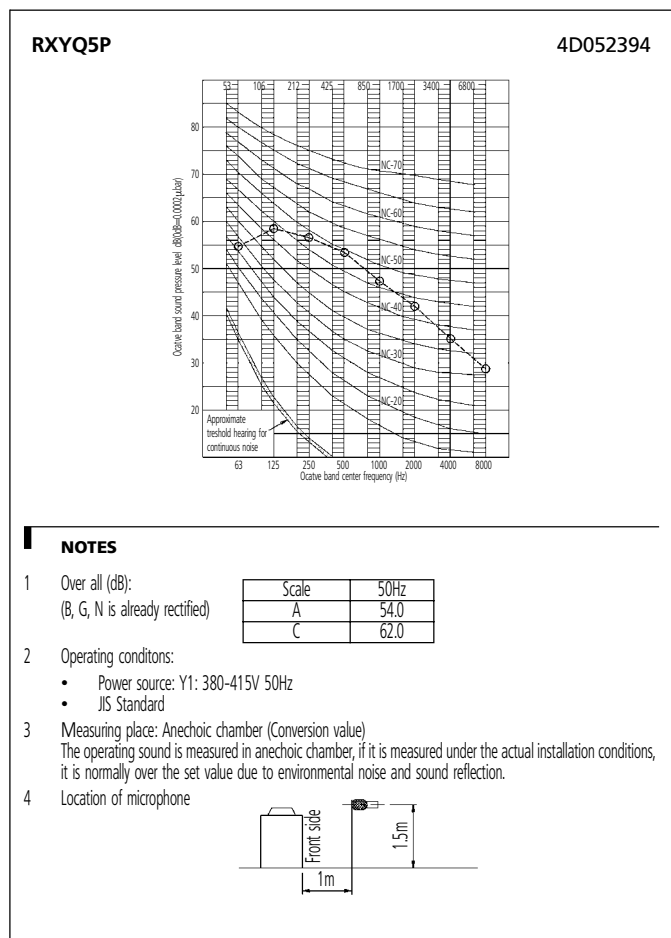 RXYQ5P 4D052394
53 106 212 425 850 1700 3400 6800
80
70
60
50
40
30
20
NC-70
NC-60
NC-50
NC-40
NC-30
NC-20
Ocatve band sound pressure level dB(0dB=0.0002μbar)
Approximate
treshold hearing for
continuous noise
63 125 250 500 1000 2000 4000 8000
Ocatve band center frequency (Hz)
NOTES
1 Over all (dB):
(B, G, N is already rectified)
Scale 50Hz
A 54.0
C 62.0
2 Operating conditons:
• Power source: Y1: 380-415V 50Hz
• JIS Standard
3 Measuring place: Anechoic chamber (Conversion value)
The operating sound is measured in anechoic chamber, if it is measured under the actual installation conditions,
it is normally over the set value due to environmental noise and sound reflection.
4 Location of microphone
Front side
1.5m
1m